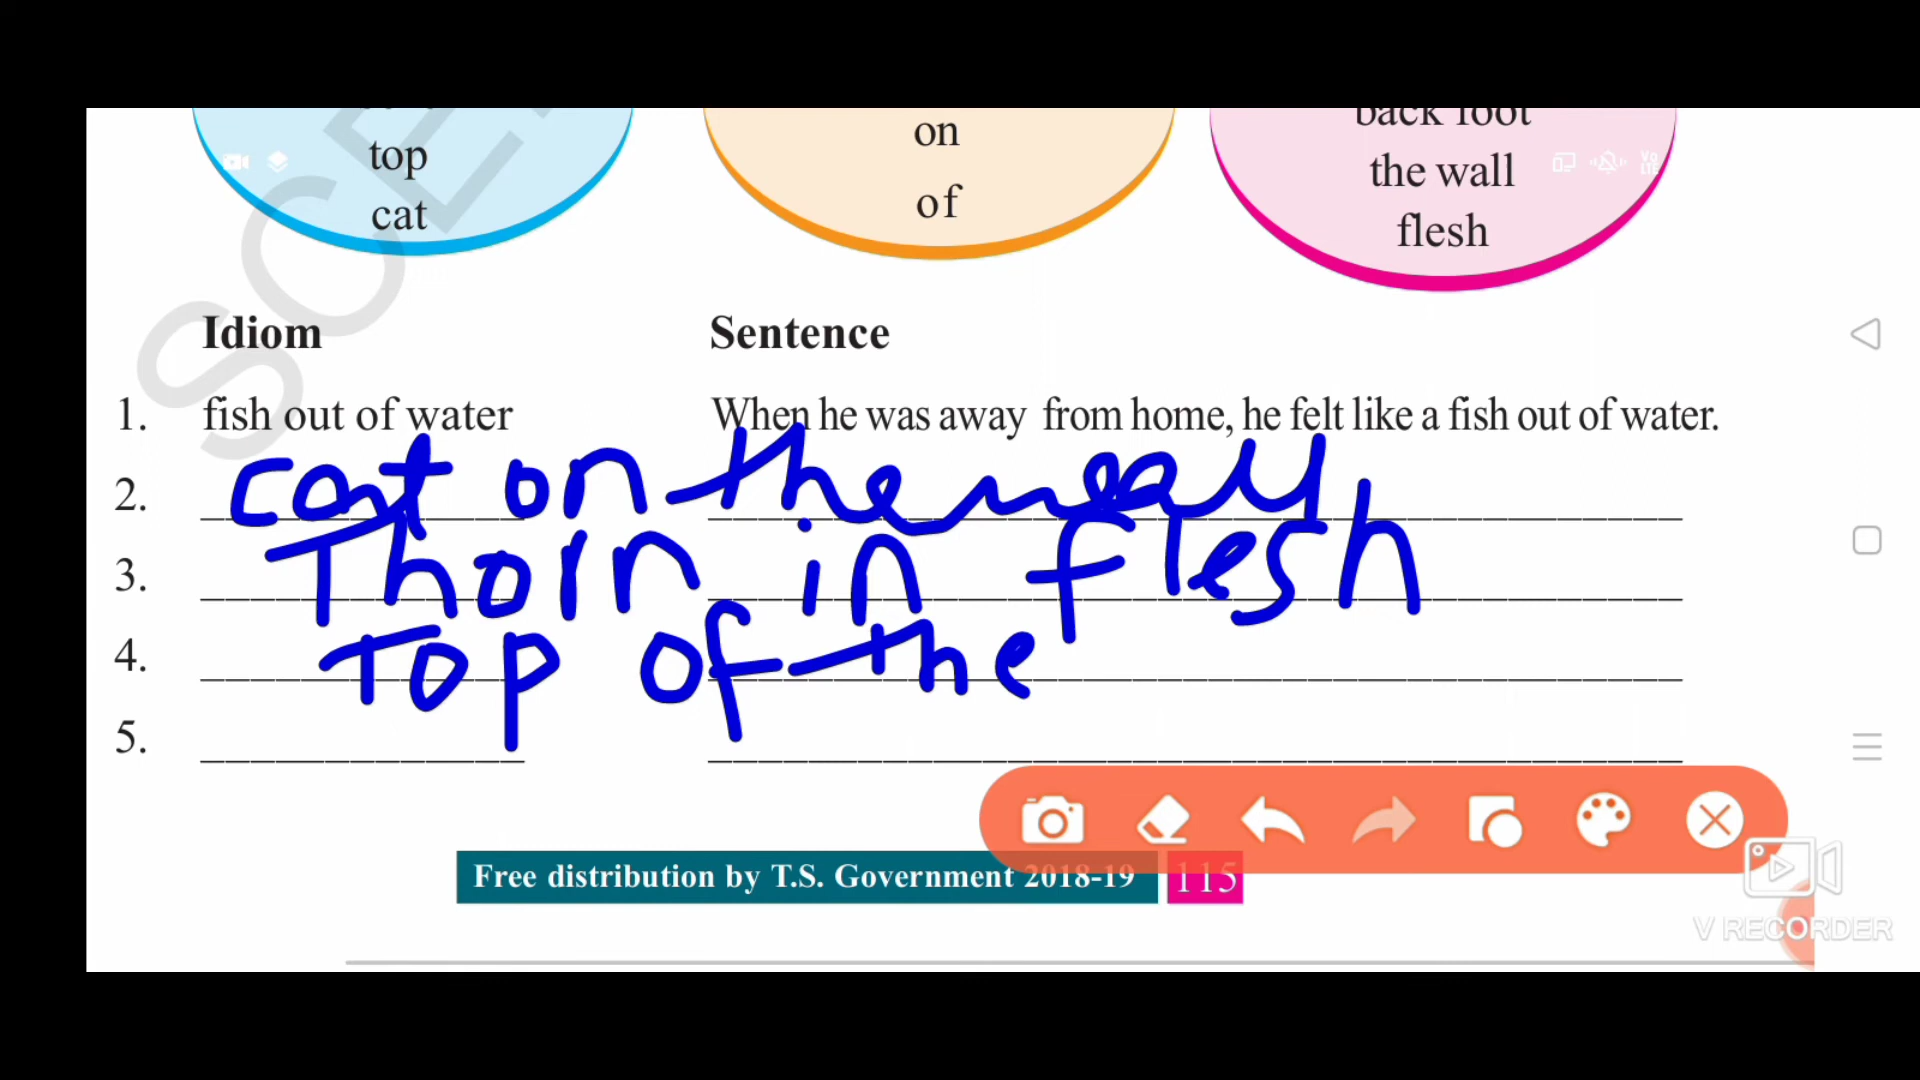 on
back foot
top
the wall
cat
of
flesh
SCE
Idiom Sentence
1. fish out of water When he was away from home, he felt like a fish out of water.
2. cat on the wall
3. Thorn in flesh
4. Top of the
5.
Free distribution by T.S. Government 2018-19 115
V RECORDER